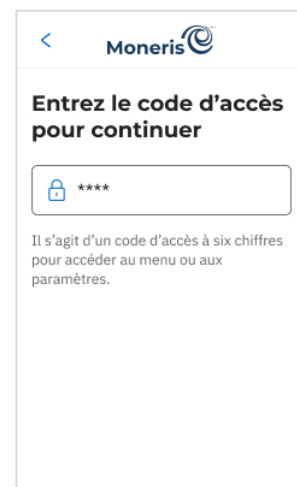 Moneris
Entrez le code d’accès
pour continuer
****
Il s’agit d’un code d’accès à six chiffres
pour accéder au menu ou aux
paramètres.